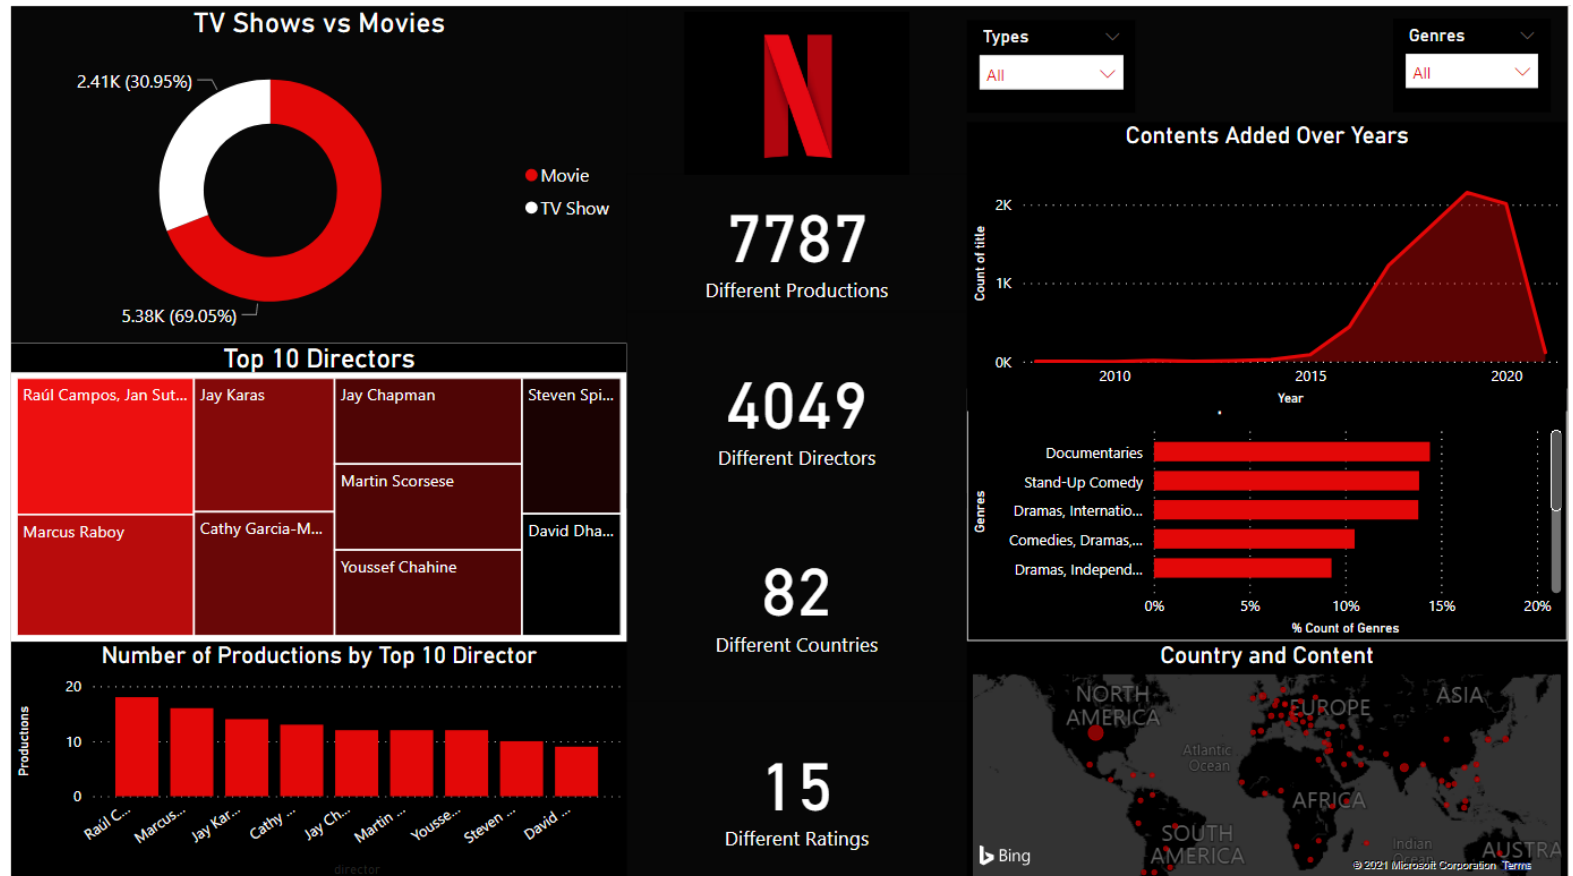 TV Shows vs Movies
2.41K (30.95%)
5.38K (69.05%)
Movie
TV Show
Top 10 Directors
Raúl Campos, Jan Sut...
Jay Karas
Jay Chapman
Steven Spi...
Martin Scorsese
Marcus Raboy
Cathy Garcia-M...
David Dha...
Youssef Chahine
Number of Productions by Top 10 Director
Productions
20
10
0
Raúl C...
Marcus...
Jay Kar...
Cathy ...
Jay Ch...
Martin ...
Yousse...
Steven ...
David ...
director
N
7787
Different Productions
4049
Different Directors
82
Different Countries
15
Different Ratings
Types
All
Genres
All
Contents Added Over Years
Count of title
2K
1K
0K
2010
2015
2020
Year
Genres
Documentaries
Stand-Up Comedy
Dramas, Internatio...
Comedies, Dramas,...
Dramas, Independ...
0%
5%
10%
15%
20%
% Count of Genres
Country and Content
NORTH
AMERICA
EUROPE
ASIA
Atlantic
Ocean
AFRICA
SOUTH
AMERICA
Indian
Ocean
AUSTRA
Bing
© 2021 Microsoft Corporation Terms